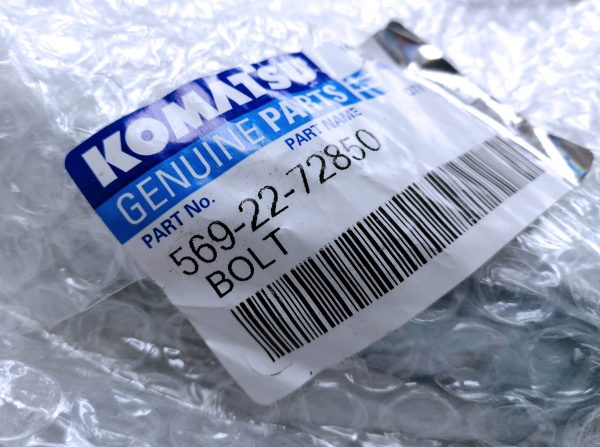 KOMATSU
GENUINE PARTS
PART No.
PART NAME
569-22-72850
BOLT